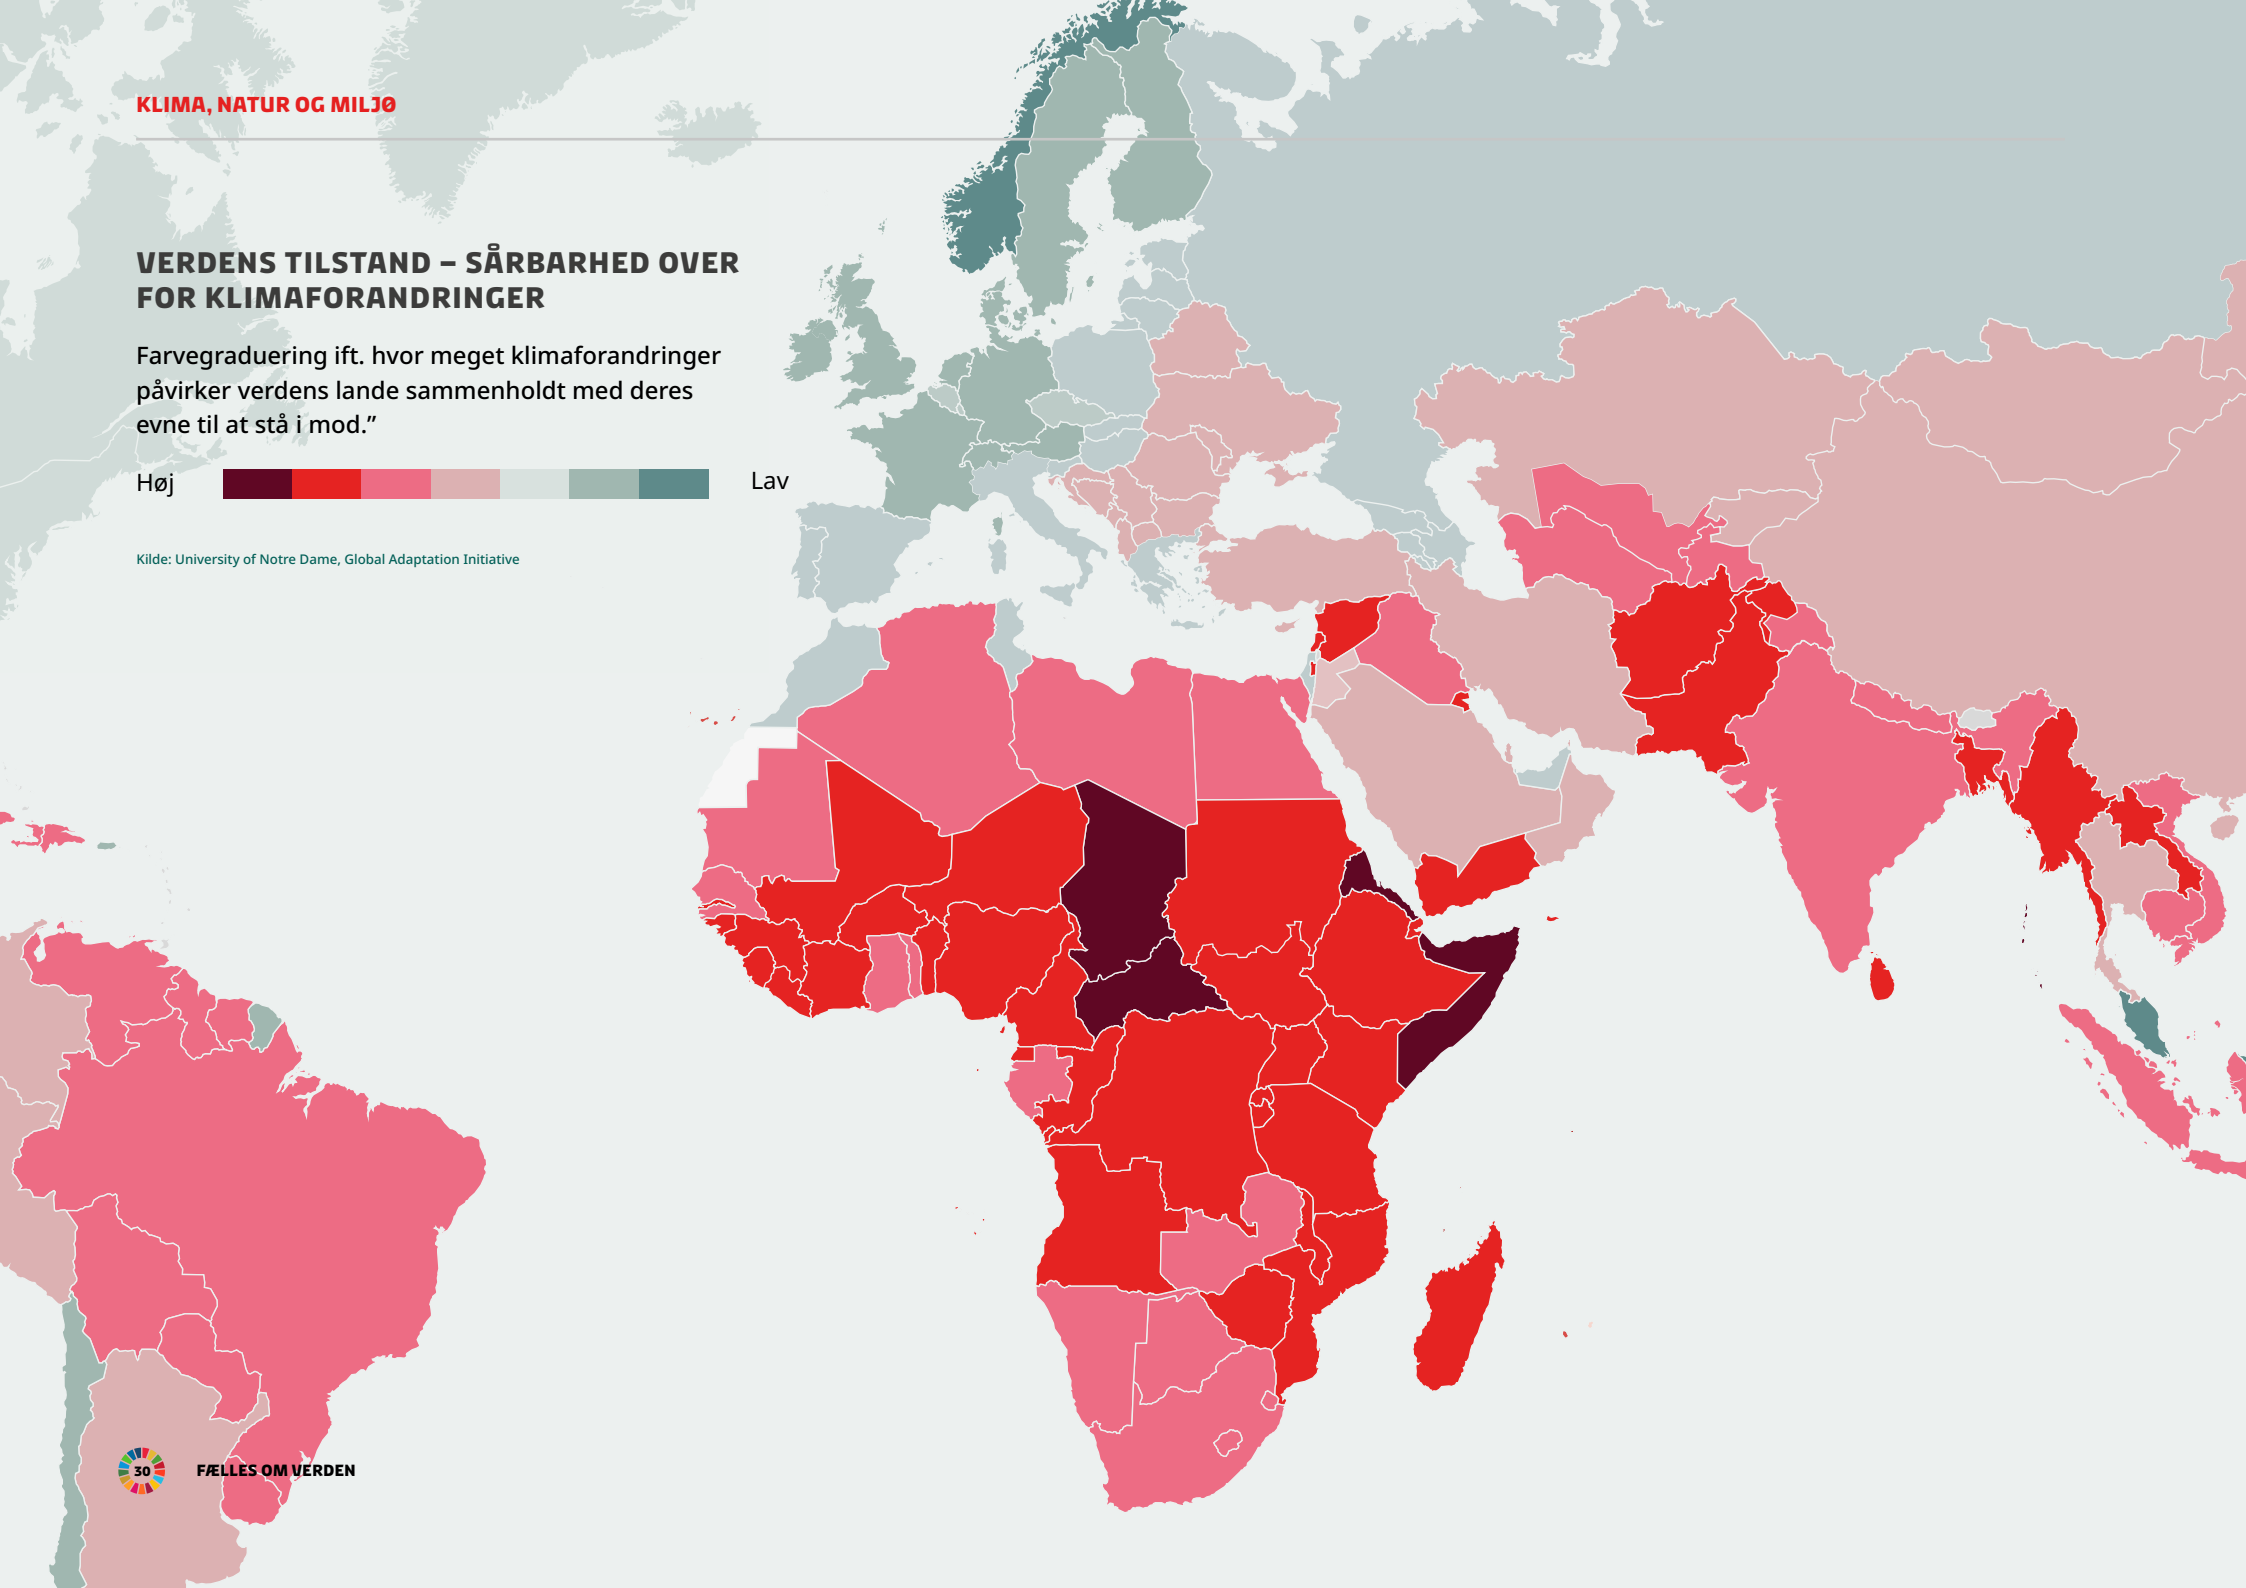 KLIMA, NATUR OG MILJØ
VERDENS TILSTAND – SÅRBARHED OVER
FOR KLIMAFORANDRINGER
Farvegraduering ift. hvor meget klimaforandringer
påvirker verdens lande sammenholdt med deres
evne til at stå i mod.”
Høj
Lav
Kilde: University of Notre Dame, Global Adaptation Initiative
30
FÆLLES OM VERDEN